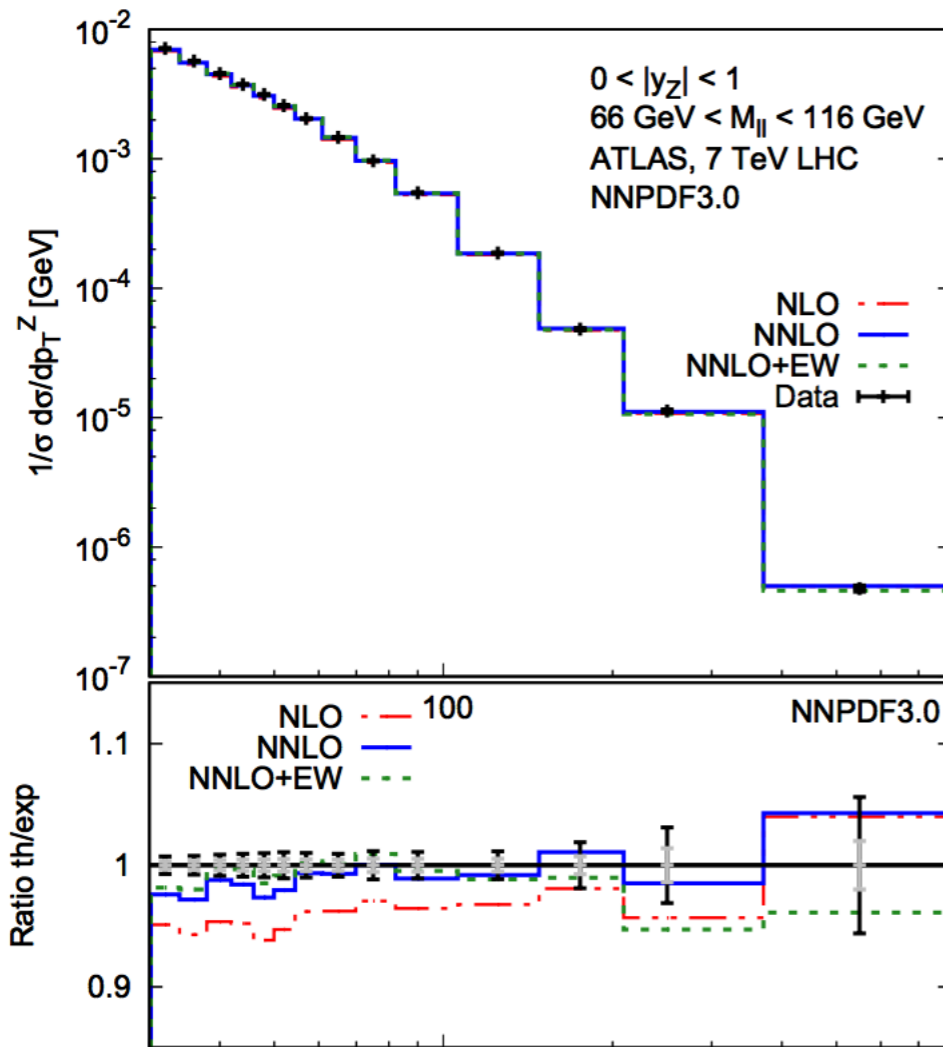 10⁻²
10⁻³
10⁻⁴
10⁻⁵
10⁻⁶
10⁻⁷
1/σ dσ/dp_T^Z [GeV]
0 < |y_Z| < 1
66 GeV < M_ll < 116 GeV
ATLAS, 7 TeV LHC
NNPDF3.0
NLO
NNLO
NNLO+EW
Data
100
NNPDF3.0
NLO
NNLO
NNLO+EW
1.1
1
0.9
Ratio th/exp